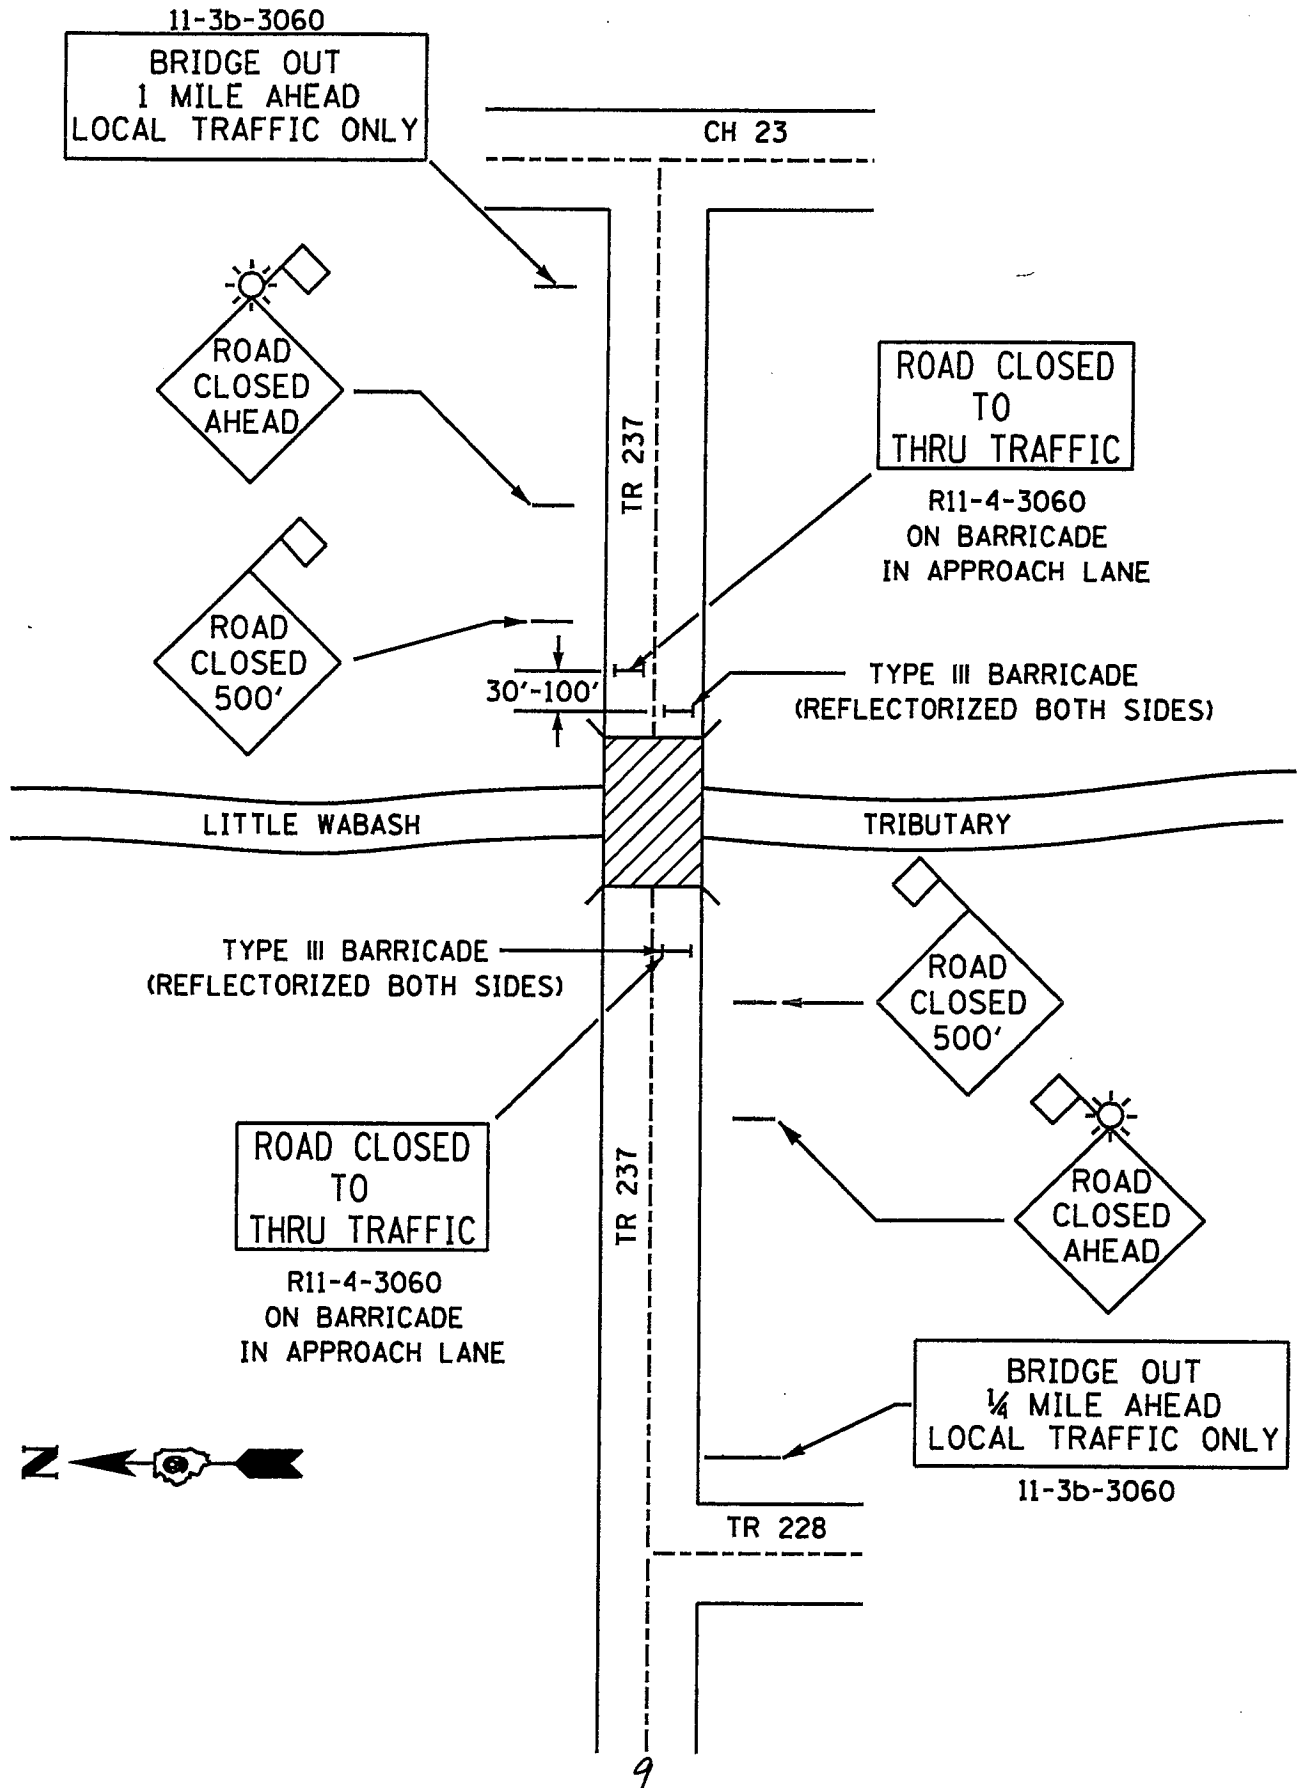 11-3b-3060
BRIDGE OUT
1 MILE AHEAD
LOCAL TRAFFIC ONLY
CH 23
ROAD
CLOSED
AHEAD
TR 237
ROAD CLOSED
TO
THRU TRAFFIC
R11-4-3060
ON BARRICADE
IN APPROACH LANE
ROAD
CLOSED
500'
30'-100'
TYPE III BARRICADE
(REFLECTORIZED BOTH SIDES)
LITTLE WABASH
TRIBUTARY
TYPE III BARRICADE
(REFLECTORIZED BOTH SIDES)
ROAD
CLOSED
500'
ROAD CLOSED
TO
THRU TRAFFIC
R11-4-3060
ON BARRICADE
IN APPROACH LANE
TR 237
ROAD
CLOSED
AHEAD
BRIDGE OUT
1/4 MILE AHEAD
LOCAL TRAFFIC ONLY
11-3b-3060
N
TR 228
9